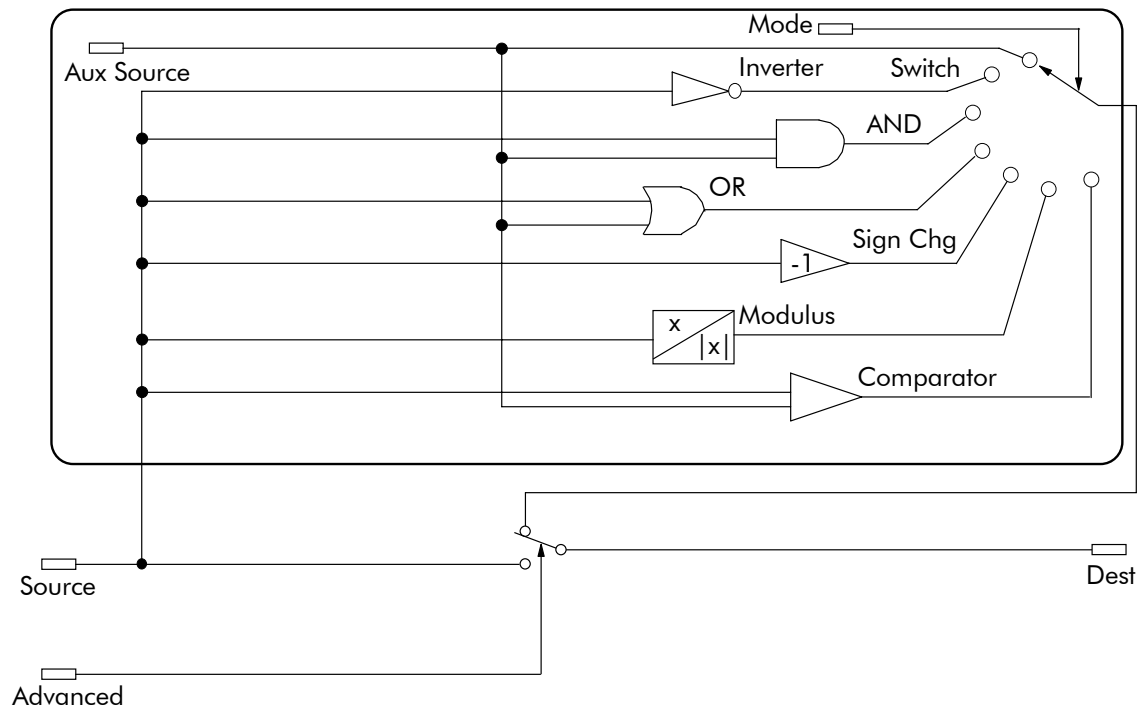 Mode
Aux Source
Inverter
Switch
AND
OR
Sign Chg
-1
Modulus
x
|x|
Comparator
Source
Dest
Advanced